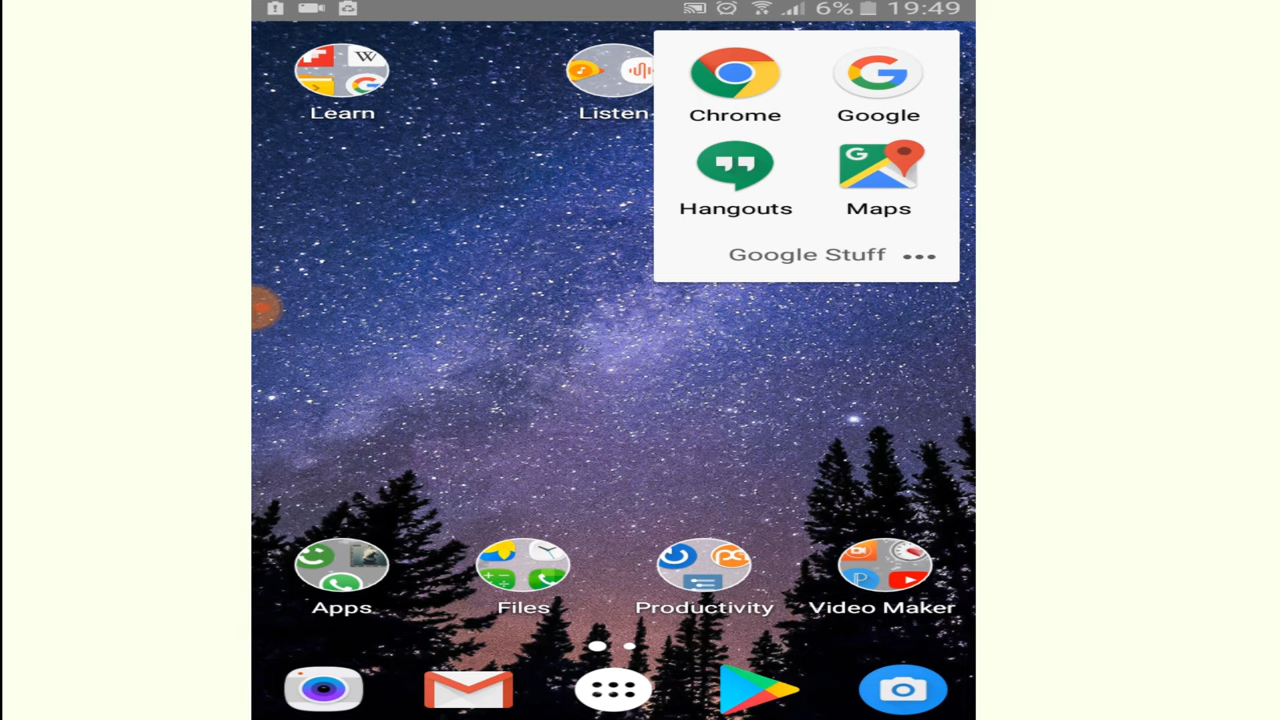 6% 19:49
Learn
Listen
Chrome
Google
Hangouts
Maps
Google Stuff
Apps
Files
Productivity
Video Maker